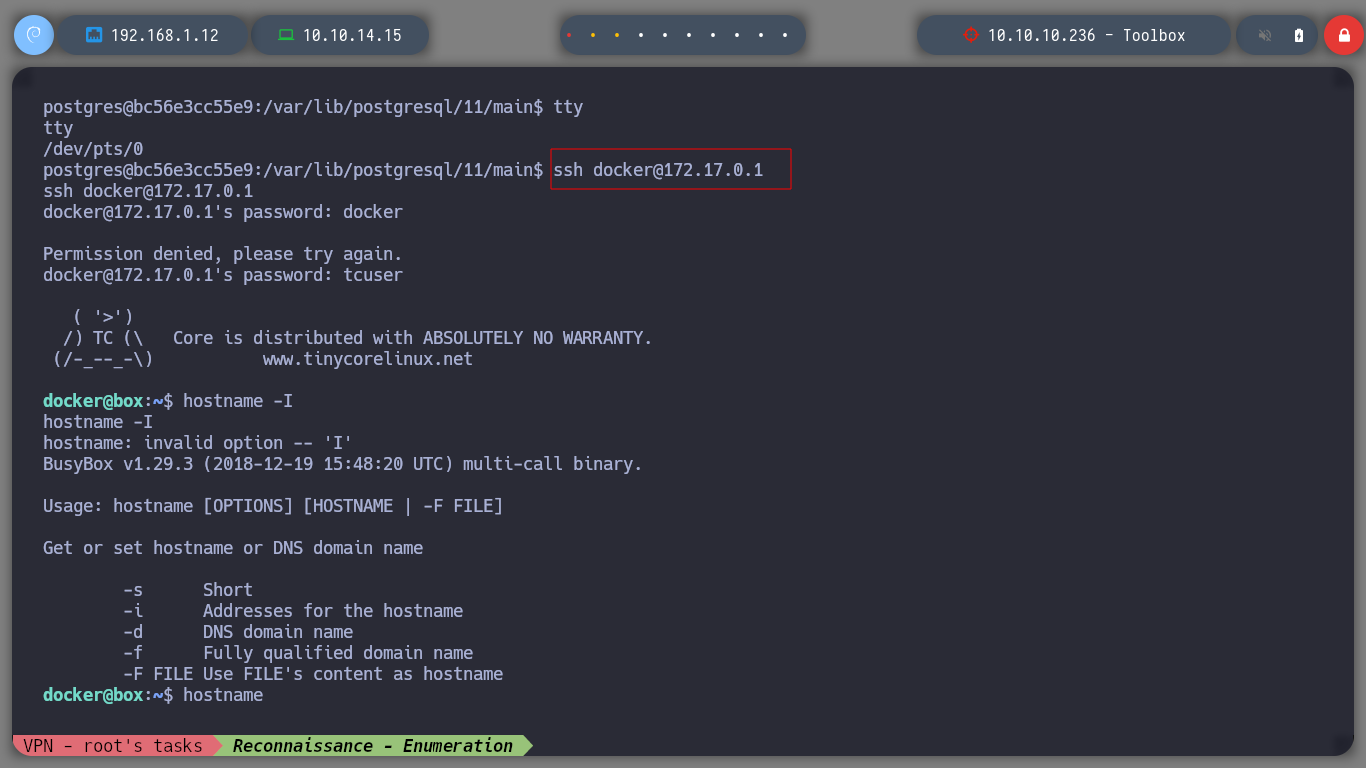 192.168.1.12
10.10.14.15
10.10.10.236 - Toolbox
postgres@bc56e3cc55e9:/var/lib/postgresql/11/main$ tty
tty
/dev/pts/0
postgres@bc56e3cc55e9:/var/lib/postgresql/11/main$ ssh docker@172.17.0.1
ssh docker@172.17.0.1
docker@172.17.0.1's password: docker

Permission denied, please try again.
docker@172.17.0.1's password: tcuser

   ( '>')
  /) TC (\   Core is distributed with ABSOLUTELY NO WARRANTY.
 (/-_--_-\)           www.tinycorelinux.net

docker@box:~$ hostname -I
hostname -I
hostname: invalid option -- 'I'
BusyBox v1.29.3 (2018-12-19 15:48:20 UTC) multi-call binary.

Usage: hostname [OPTIONS] [HOSTNAME | -F FILE]

Get or set hostname or DNS domain name

        -s      Short
        -i      Addresses for the hostname
        -d      DNS domain name
        -f      Fully qualified domain name
        -F FILE Use FILE's content as hostname
docker@box:~$ hostname
VPN - root's tasks Reconnaissance - Enumeration